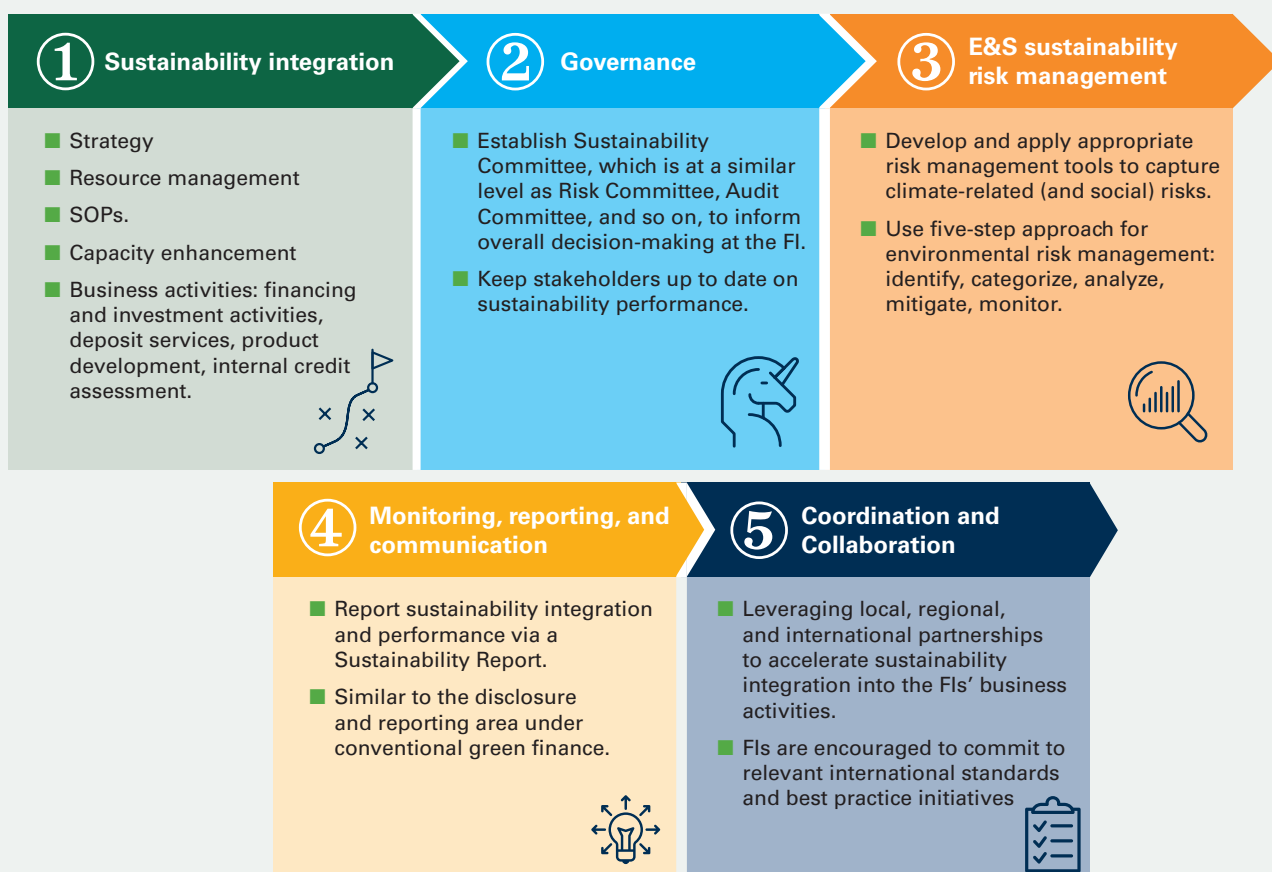 1 Sustainability integration
■ Strategy
■ Resource management
■ SOPs.
■ Capacity enhancement
■ Business activities: financing
and investment activities,
deposit services, product
development, internal credit
assessment.
2 Governance
■ Establish Sustainability
Committee, which is at a similar
level as Risk Committee, Audit
Committee, and so on, to inform
overall decision-making at the FI.
■ Keep stakeholders up to date on
sustainability performance.
3 E&S sustainability
risk management
■ Develop and apply appropriate
risk management tools to capture
climate-related (and social) risks.
■ Use five-step approach for
environmental risk management:
identify, categorize, analyze,
mitigate, monitor.
4 Monitoring, reporting, and
communication
■ Report sustainability integration
and performance via a
Sustainability Report.
■ Similar to the disclosure
and reporting area under
conventional green finance.
5 Coordination and
Collaboration
■ Leveraging local, regional,
and international partnerships
to accelerate sustainability
integration into the FIs’ business
activities.
■ FIs are encouraged to commit to
relevant international standards
and best practice initiatives